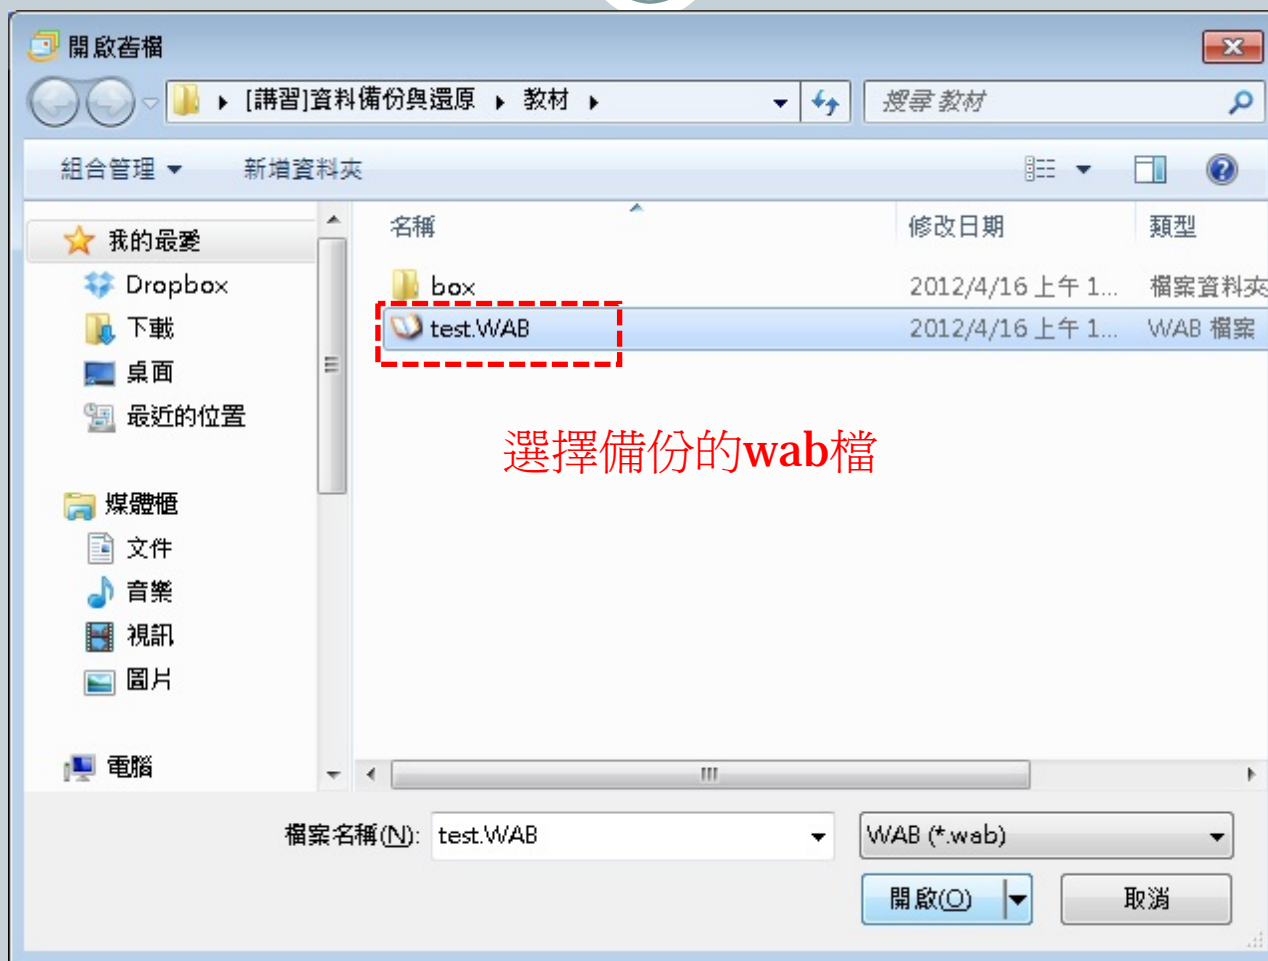 開啟舊檔
[講習]資料備份與還原 ▸ 教材 ▸
搜尋 教材
組合管理 新增資料夾
名稱 修改日期 類型
我的最愛
Dropbox
下載
桌面
最近的位置
媒體櫃
文件
音樂
視訊
圖片
電腦
box 2012/4/16 上午 1... 檔案資料夾
test.WAB 2012/4/16 上午 1... WAB 檔案
選擇備份的wab檔
檔案名稱(N): test.WAB WAB (*.wab)
開啟(O) 取消